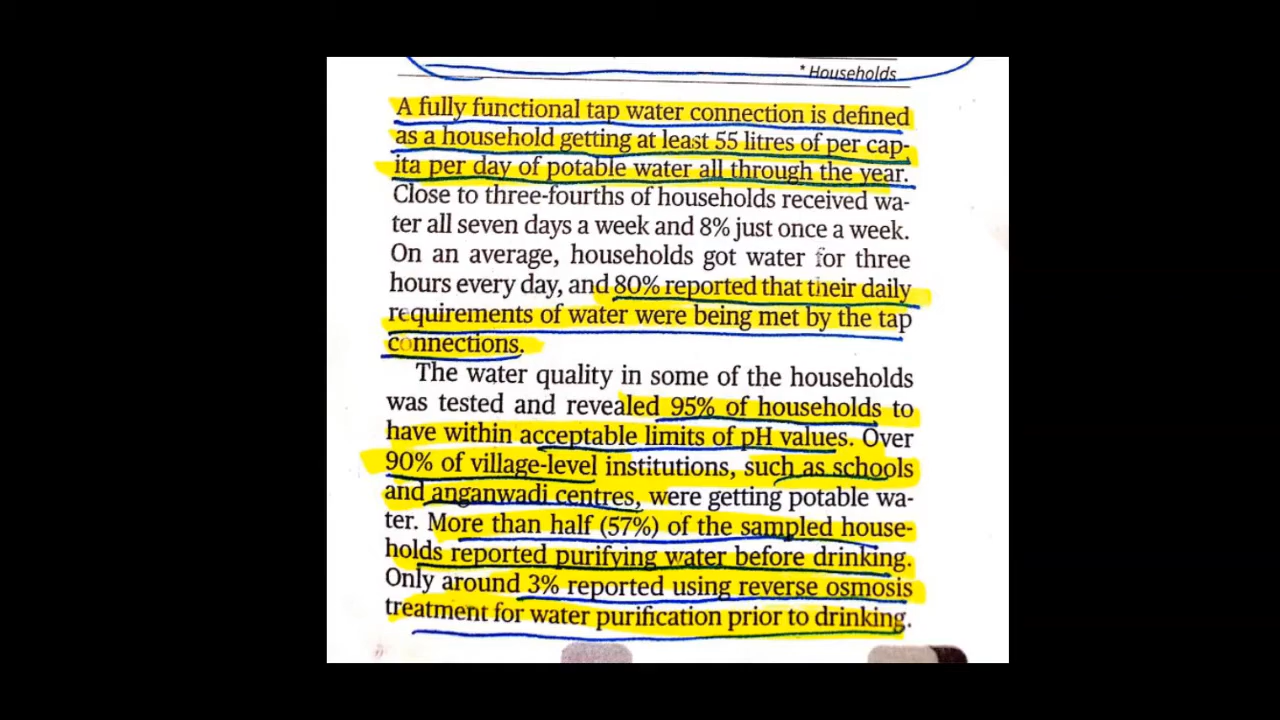 * Households
A fully functional tap water connection is defined
as a household getting at least 55 litres of per cap-
ita per day of potable water all through the year.
Close to three-fourths of households received wa-
ter all seven days a week and 8% just once a week.
On an average, households got water for three
hours every day, and 80% reported that their daily
requirements of water were being met by the tap
connections.
The water quality in some of the households
was tested and revealed 95% of households to
have within acceptable limits of pH values. Over
90% of village-level institutions, such as schools
and anganwadi centres, were getting potable wa-
ter. More than half (57%) of the sampled house-
holds reported purifying water before drinking.
Only around 3% reported using reverse osmosis
treatment for water purification prior to drinking.